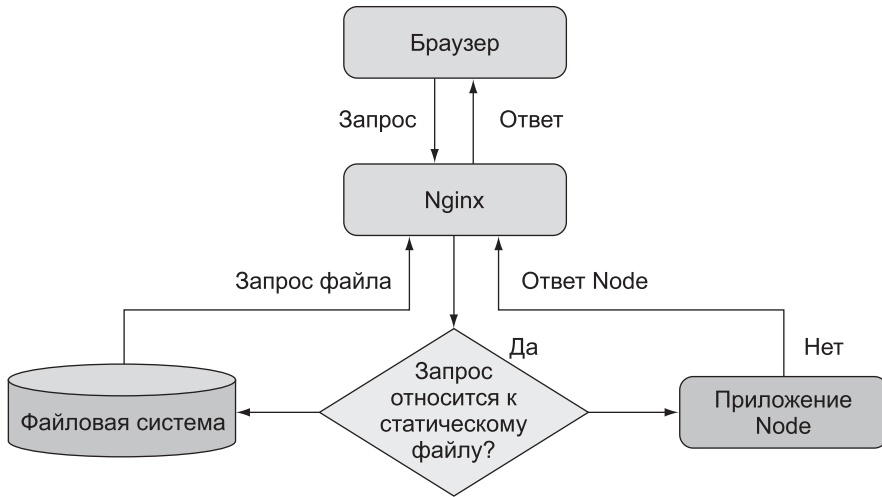 Браузер
Запрос
Ответ
Nginx
Запрос файла
Ответ Node
Да
Нет
Запрос
относится к
статическому
файлу?
Файловая система
Приложение
Node